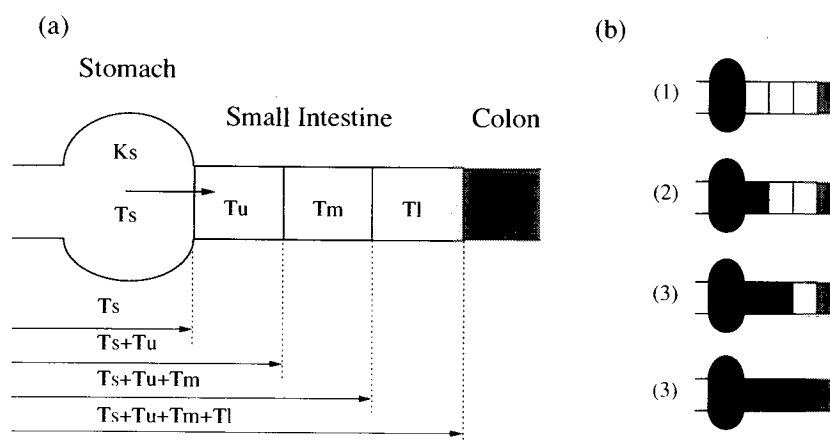 (a)
Stomach
Small Intestine
Colon
Ks
Ts
Tu
Tm
Tl
Ts
Ts+Tu
Ts+Tu+Tm
Ts+Tu+Tm+Tl
(b)
(1)
(2)
(3)
(3)